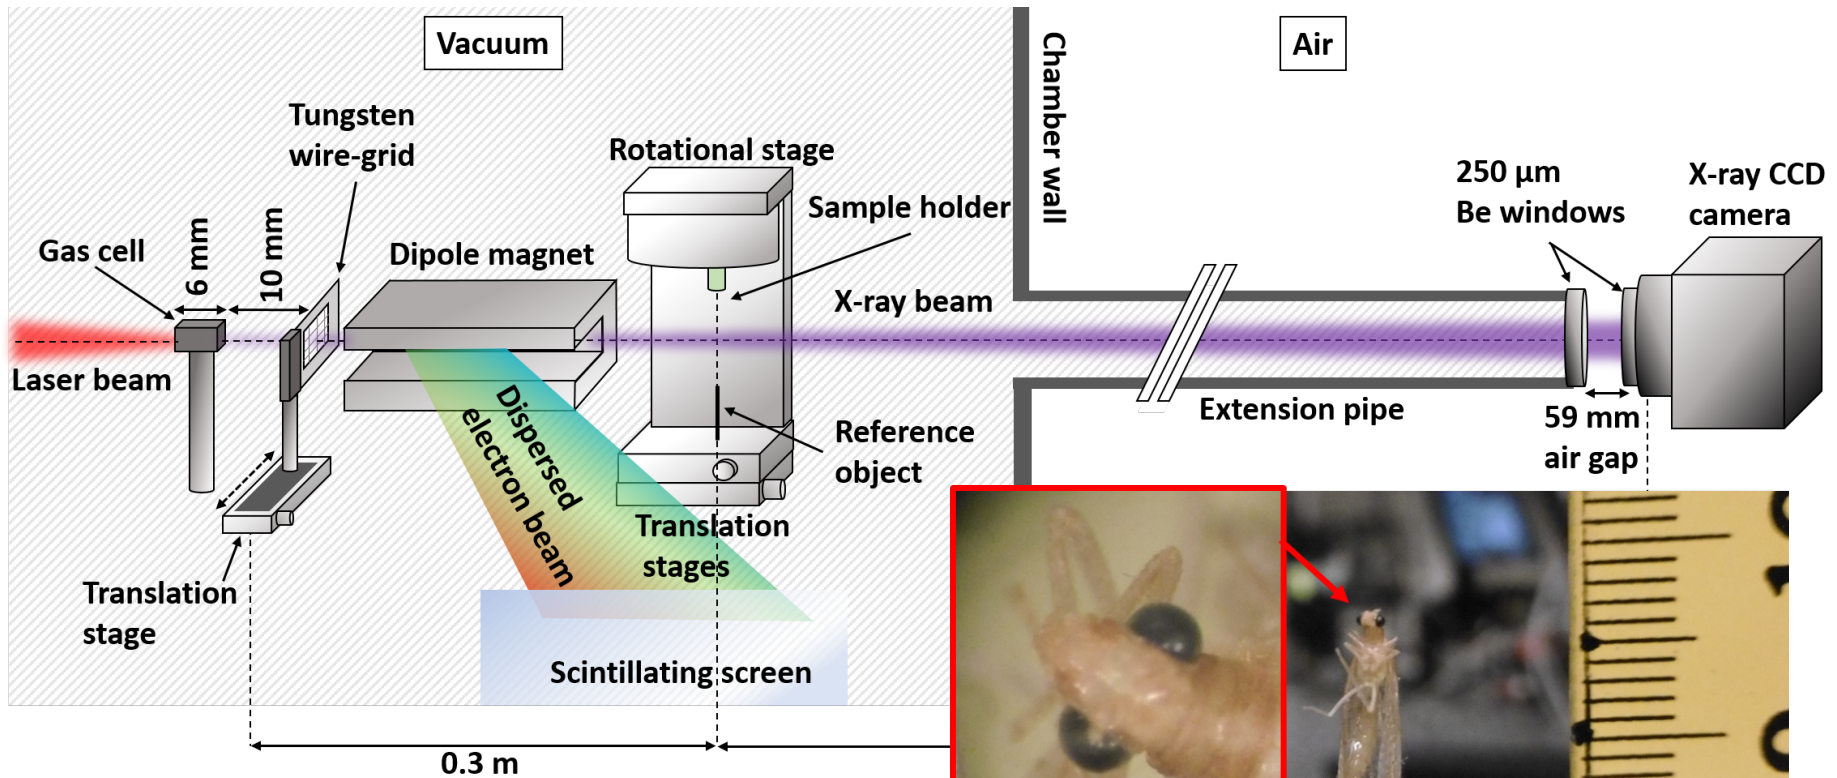 Vacuum
Air
Chamber wall
Tungsten
wire-grid
Rotational stage
250 μm
Be windows
X-ray CCD
camera
Sample holder
Gas cell
6 mm
10 mm
Dipole magnet
X-ray beam
Laser beam
Dispersed
electron beam
Extension pipe
59 mm
air gap
Reference
object
Translation
stages
Translation
stage
Scintillating screen
0.3 m